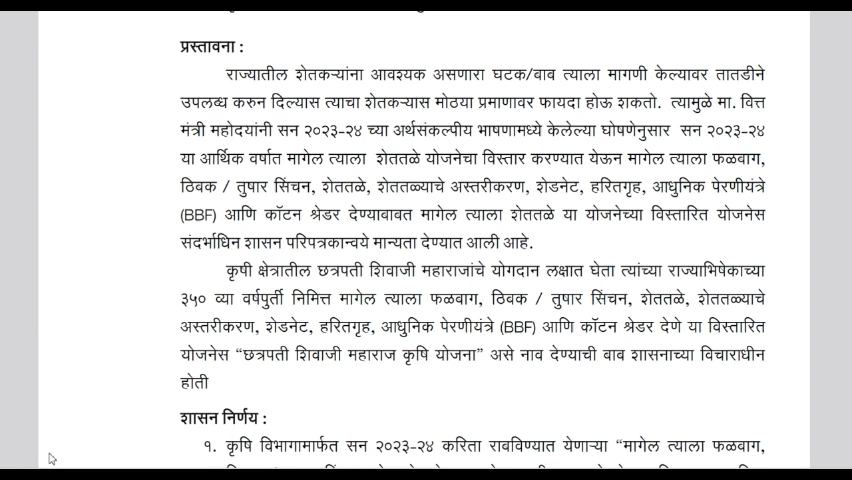 प्रस्तावना :
राज्यातील शेतकऱ्यांना आवश्यक असणारा घटक/बाब त्याला मागणी केल्यावर तातडीने
उपलब्ध करुन दिल्यास त्याचा शेतकऱ्यास मोठया प्रमाणावर फायदा होऊ शकतो. त्यामुळे मा. वित्त
मंत्री महोदयांनी सन २०२३-२४ च्या अर्थसंकल्पीय भाषणामध्ये केलेल्या घोषणेनुसार सन २०२३-२४
या आर्थिक वर्षात मागेल त्याला शेततळे योजनेचा विस्तार करण्यात येऊन मागेल त्याला फळबाग,
ठिबक / तुषार सिंचन, शेततळे, शेततळ्याचे अस्तरीकरण, शेडनेट, हरितगृह, आधुनिक पेरणीयंत्रे
(BBF) आणि कॉटन श्रेडर देण्याबाबत मागेल त्याला शेततळे या योजनेच्या विस्तारित योजनेस
संदर्भाधिन शासन परिपत्रकान्वये मान्यता देण्यात आली आहे.
कृषी क्षेत्रातील छत्रपती शिवाजी महाराजांचे योगदान लक्षात घेता त्यांच्या राज्याभिषेकाच्या
३५० व्या वर्षपुर्ती निमित्त मागेल त्याला फळबाग, ठिबक / तुषार सिंचन, शेततळे, शेततळ्याचे
अस्तरीकरण, शेडनेट, हरितगृह, आधुनिक पेरणीयंत्रे (BBF) आणि कॉटन श्रेडर देणे या विस्तारित
योजनेस “छत्रपती शिवाजी महाराज कृषि योजना” असे नाव देण्याची बाब शासनाच्या विचाराधीन
होती
शासन निर्णय :
१. कृषि विभागामार्फत सन २०२३-२४ करिता राबविण्यात येणाऱ्या “मागेल त्याला फळबाग,